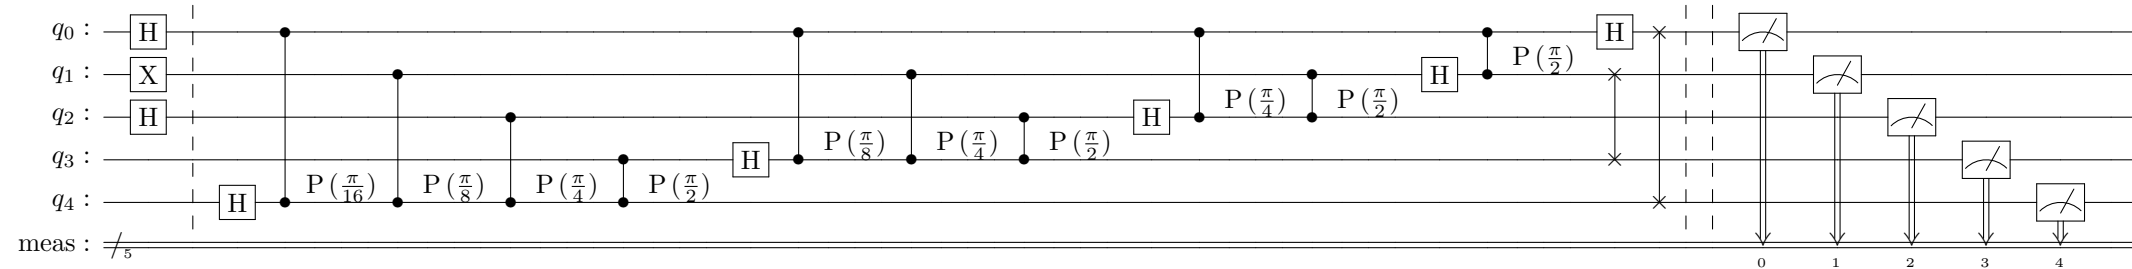 q₀ : H H
q₁ : X H P(π/2)
q₂ : H H P(π/4) P(π/2)
q₃ : H P(π/8) P(π/4) P(π/2)
q₄ : H P(π/16) P(π/8) P(π/4) P(π/2)
meas : 5 0 1 2 3 4